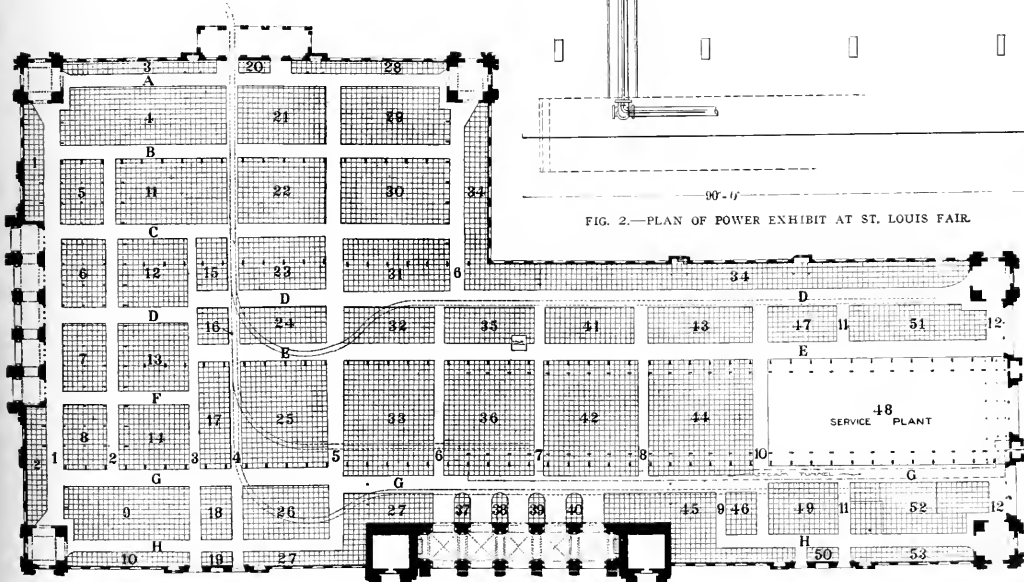 90'-0"
FIG. 2.—PLAN OF POWER EXHIBIT AT ST. LOUIS FAIR.
3 20 28
A
4 21 29
B
1 5 11 22 30 34
C
6 12 15 23 31 6 34
D D D
16 24 32 35 41 43 47 11 51 12
7 13 E E
F
17 25 33 36 42 44 48
SERVICE PLANT
8 14
2 1 2 3 4 5 6 7 8 10
STEAM TUNNEL
G G G
9 18 26 27 37 38 39 40 45 9 46 49 11 52 12
H H
10 19 27 50 53